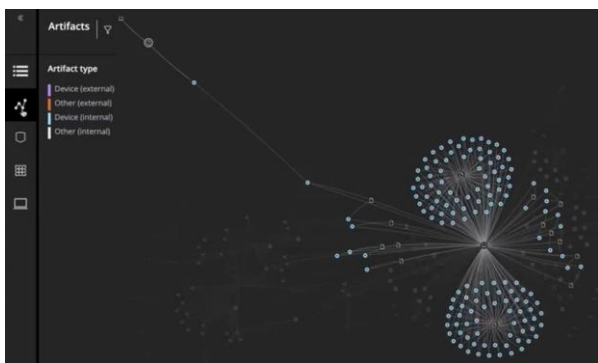 Artifacts
Artifact type
Device (external)
Other (external)
Device (internal)
Other (internal)